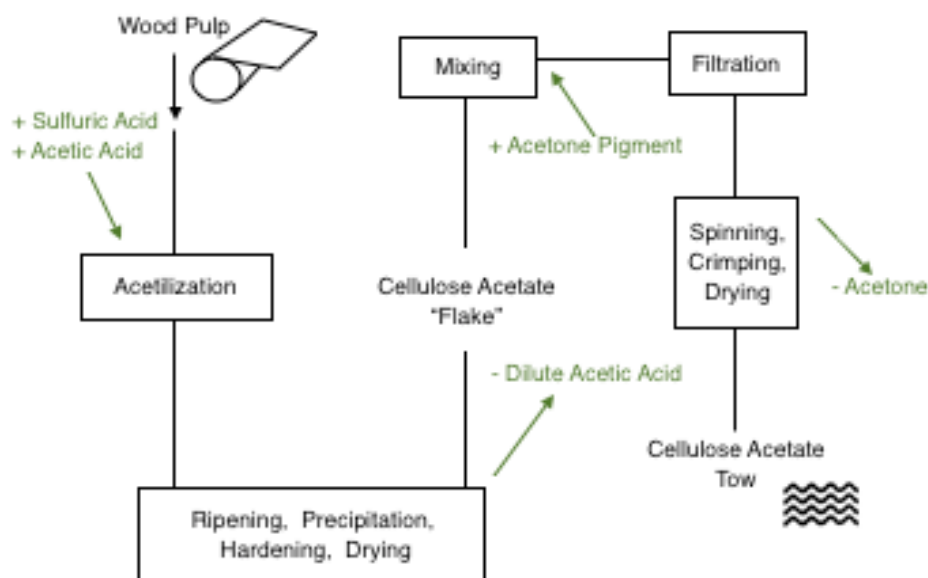 Wood Pulp
+ Sulfuric Acid
+ Acetic Acid
Acetilization
Ripening, Precipitation,
Hardening, Drying
- Dilute Acetic Acid
Cellulose Acetate
“Flake”
Mixing
+ Acetone Pigment
Filtration
Spinning,
Crimping,
Drying
- Acetone
Cellulose Acetate
Tow